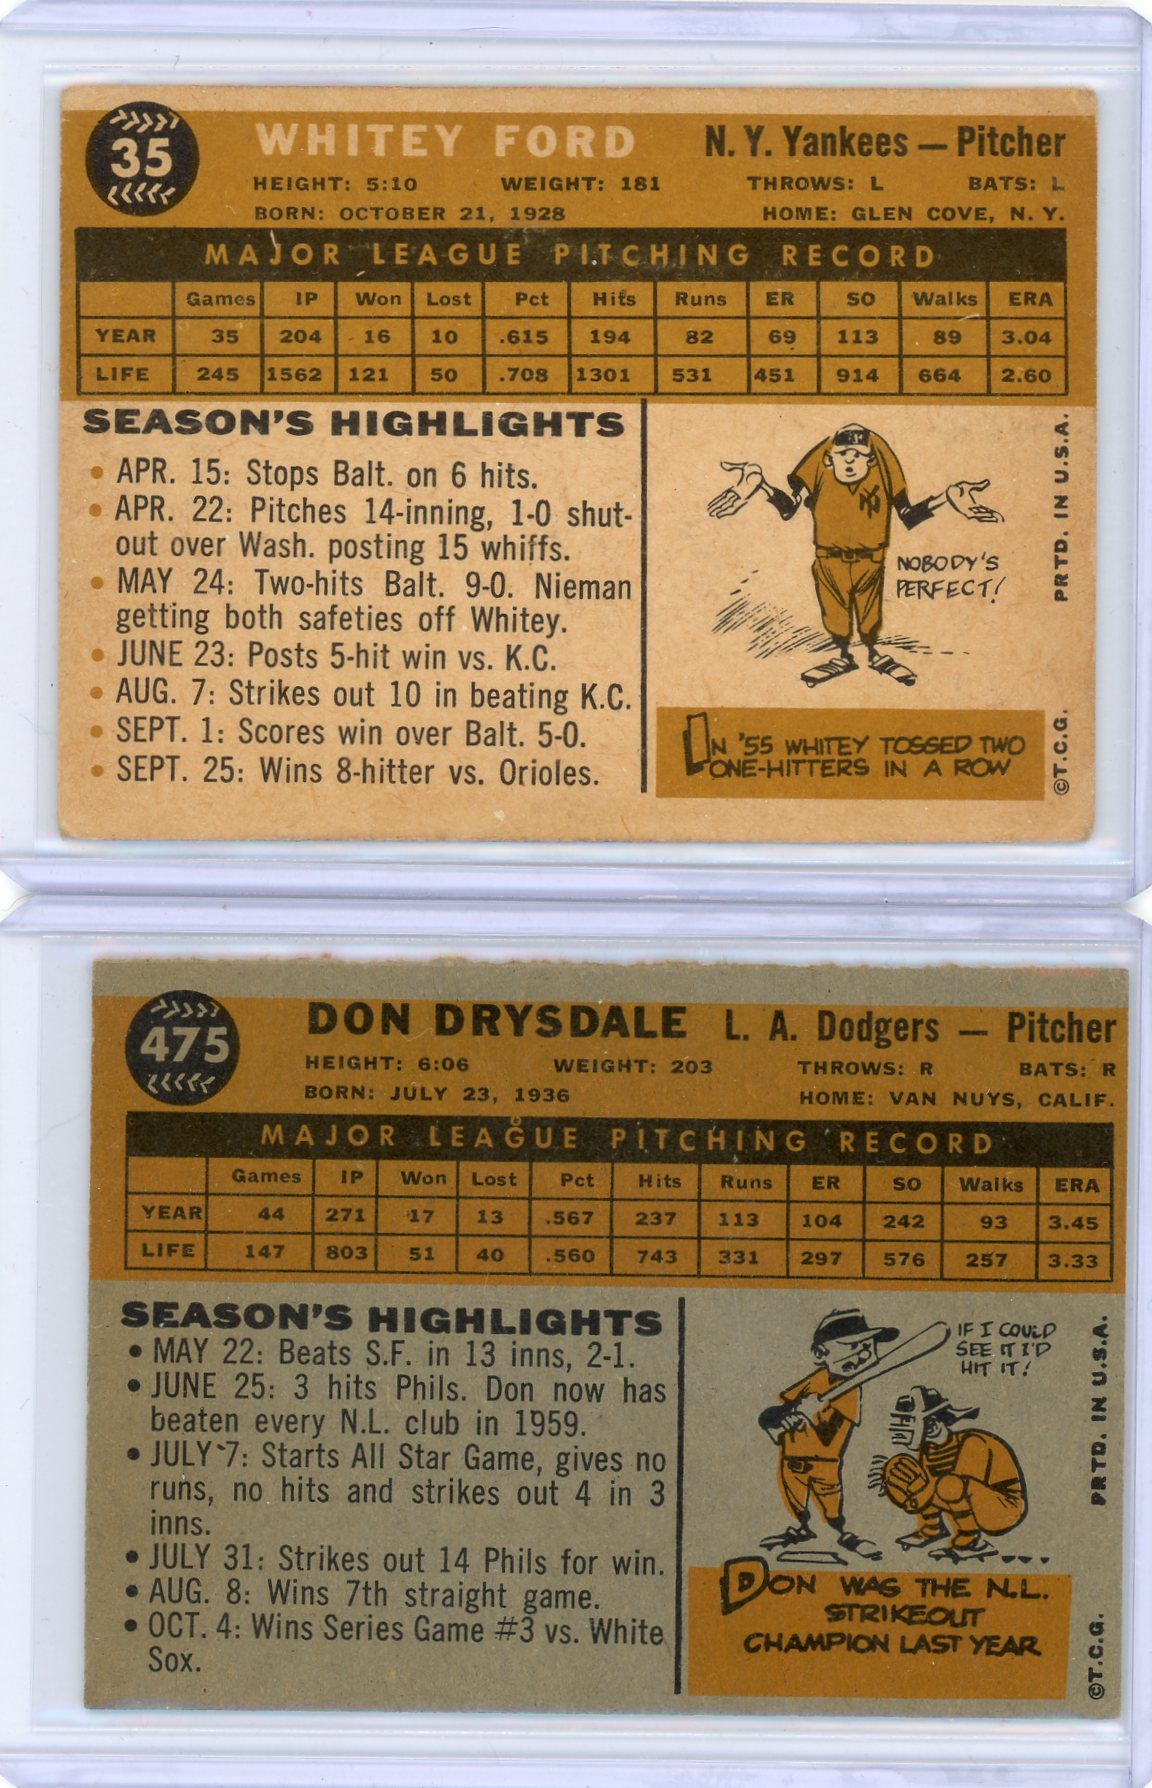 35
WHITEY FORD N. Y. Yankees — Pitcher
HEIGHT: 5:10 WEIGHT: 181 THROWS: L BATS: L
BORN: OCTOBER 21, 1928 HOME: GLEN COVE, N. Y.
MAJOR LEAGUE PITCHING RECORD
Games IP Won Lost Pct Hits Runs ER SO Walks ERA
YEAR 35 204 16 10 .615 194 82 69 113 89 3.04
LIFE 245 1562 121 50 .708 1301 531 451 914 664 2.60
SEASON'S HIGHLIGHTS
• APR. 15: Stops Balt. on 6 hits.
• APR. 22: Pitches 14-inning, 1-0 shut-
out over Wash. posting 15 whiffs.
• MAY 24: Two-hits Balt. 9-0. Nieman
getting both safeties off Whitey.
• JUNE 23: Posts 5-hit win vs. K.C.
• AUG. 7: Strikes out 10 in beating K.C.
• SEPT. 1: Scores win over Balt. 5-0.
• SEPT. 25: Wins 8-hitter vs. Orioles.
NY
NOBODY'S
PERFECT!
IN '55 WHITEY TOSSED TWO
ONE-HITTERS IN A ROW
PRTD. IN U.S.A.
©T.C.G.
475
DON DRYSDALE L. A. Dodgers — Pitcher
HEIGHT: 6:06 WEIGHT: 203 THROWS: R BATS: R
BORN: JULY 23, 1936 HOME: VAN NUYS, CALIF.
MAJOR LEAGUE PITCHING RECORD
Games IP Won Lost Pct Hits Runs ER SO Walks ERA
YEAR 44 271 17 13 .567 237 113 104 242 93 3.45
LIFE 147 803 51 40 .560 743 331 297 576 257 3.33
SEASON'S HIGHLIGHTS
• MAY 22: Beats S.F. in 13 inns, 2-1.
• JUNE 25: 3 hits Phils. Don now has
beaten every N.L. club in 1959.
• JULY 7: Starts All Star Game, gives no
runs, no hits and strikes out 4 in 3
inns.
• JULY 31: Strikes out 14 Phils for win.
• AUG. 8: Wins 7th straight game.
• OCT. 4: Wins Series Game #3 vs. White
Sox.
IF I COULD
SEE IT I'D
HIT IT!
DON WAS THE N.L.
STRIKEOUT
CHAMPION LAST YEAR
PRTD. IN U.S.A.
©T.C.G.